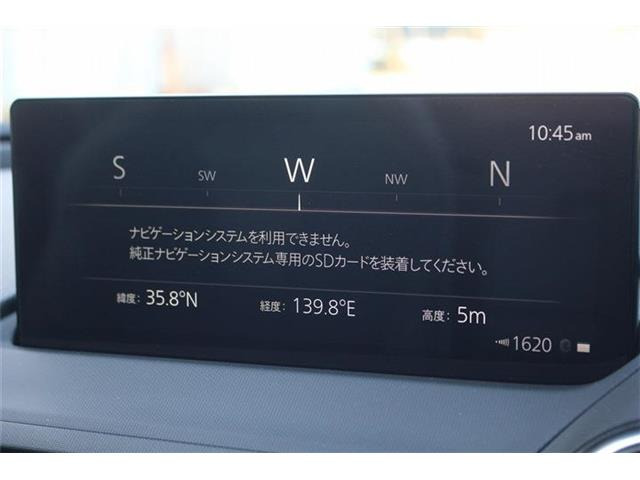 10:45am
S SW W NW N
ナビゲーションシステムを利用できません。
純正ナビゲーションシステム専用のSDカードを装着してください。
緯度: 35.8°N 経度: 139.8°E 高度: 5m
1620